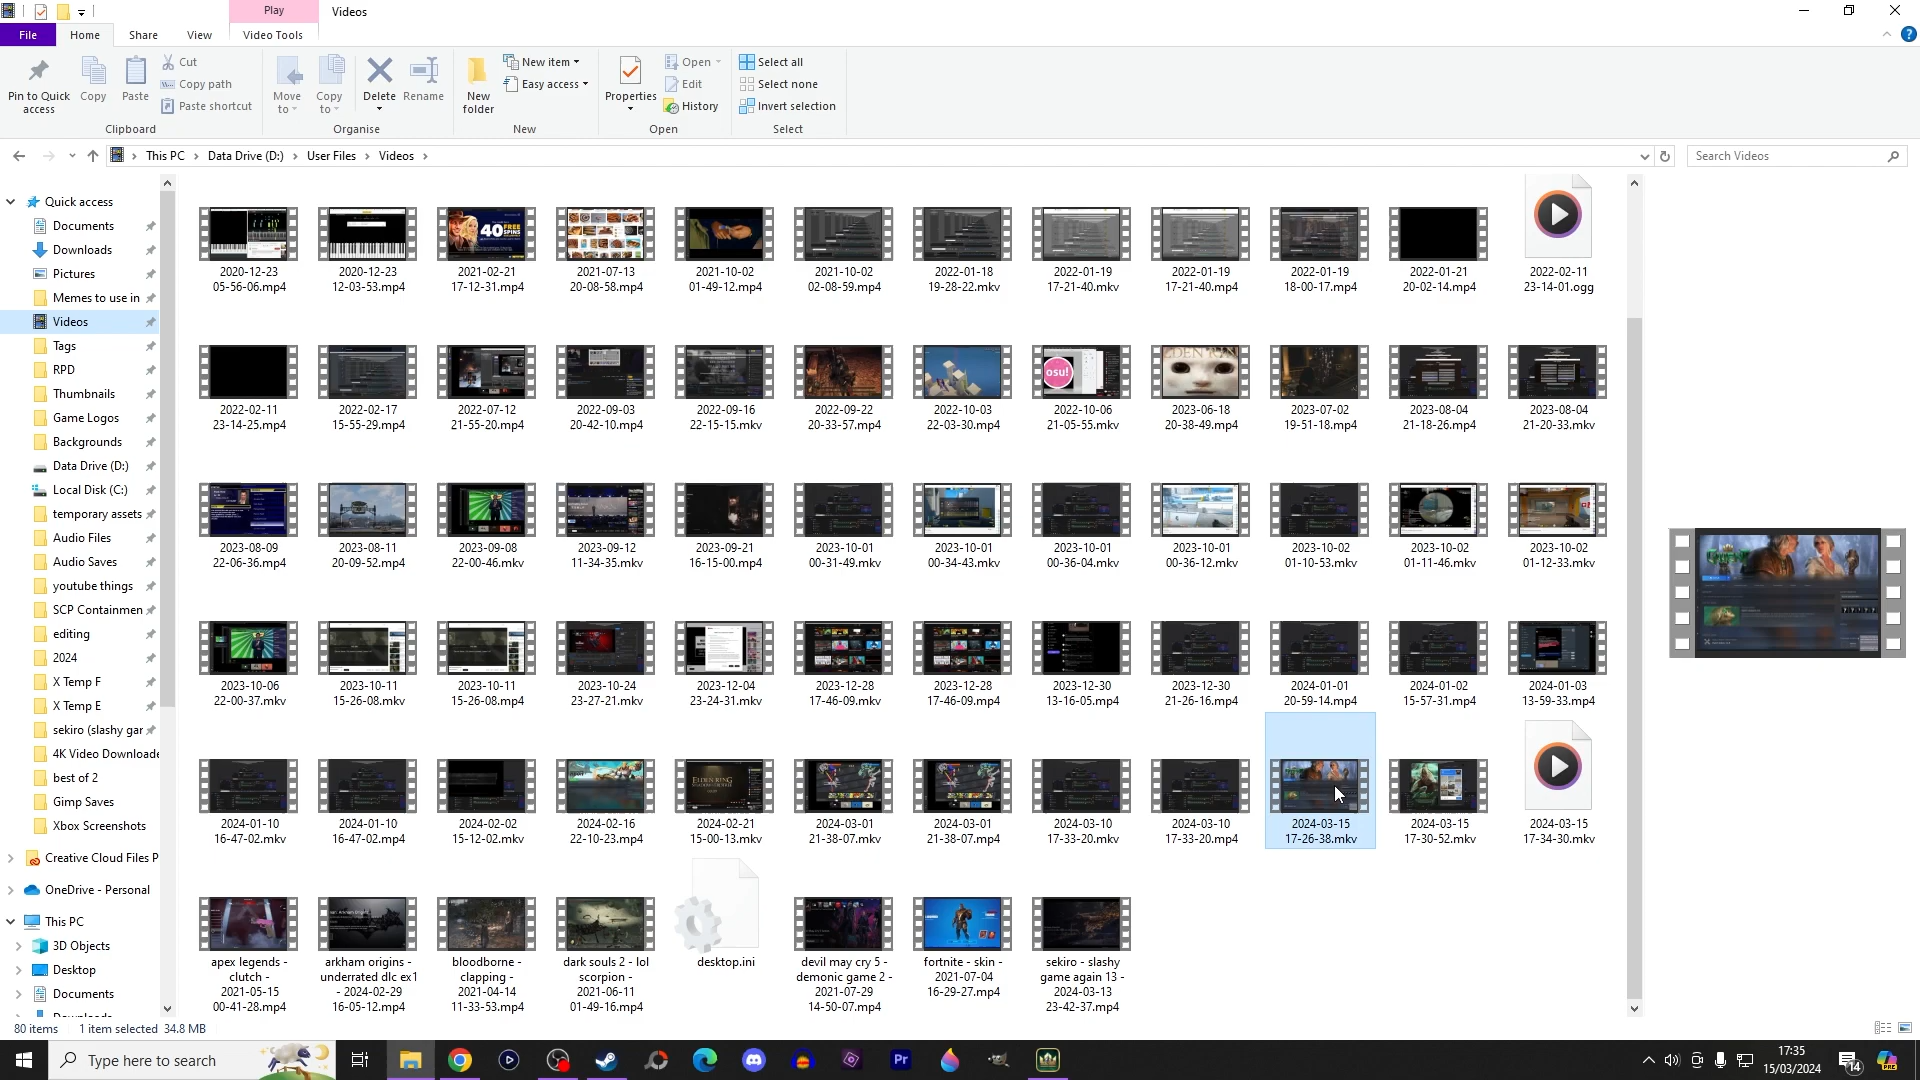 Play
Videos
File
Home
Share
View
Video Tools
Pin to Quick access
Copy
Paste
Cut
Copy path
Paste shortcut
Clipboard
Move to
Copy to
Delete
Rename
Organise
New folder
New item
Easy access
New
Properties
Open
Edit
History
Open
Select all
Select none
Invert selection
Select
This PC
Data Drive (D:)
User Files
Videos
Search Videos
Quick access
Documents
Downloads
Pictures
Memes to use in
Videos
Tags
RPD
Thumbnails
Game Logos
Backgrounds
Data Drive (D:)
Local Disk (C:)
temporary assets
Audio Files
Audio Saves
youtube things
SCP Containmen
editing
2024
X Temp F
X Temp E
sekiro (slashy gar
4K Video Downloade
best of 2
Gimp Saves
Xbox Screenshots
Creative Cloud Files P
OneDrive - Personal
This PC
3D Objects
Desktop
Documents
2020-12-23 05-56-06.mp4
2020-12-23 12-03-53.mp4
2021-02-21 17-12-31.mp4
2021-07-13 20-08-58.mp4
2021-10-02 01-49-12.mp4
2021-10-02 02-08-59.mp4
2022-01-18 19-28-22.mkv
2022-01-19 17-21-40.mkv
2022-01-19 17-21-40.mp4
2022-01-19 18-00-17.mp4
2022-01-21 20-02-14.mp4
2022-02-11 23-14-01.ogg
2022-02-11 23-14-25.mp4
2022-02-17 15-55-29.mp4
2022-07-12 21-55-20.mp4
2022-09-03 20-42-10.mp4
2022-09-16 22-15-15.mkv
2022-09-22 20-33-57.mp4
2022-10-03 22-03-30.mp4
osu!
2022-10-06 21-05-55.mkv
2023-06-18 20-38-49.mp4
2023-07-02 19-51-18.mp4
2023-08-04 21-18-26.mp4
2023-08-04 21-20-33.mkv
2023-08-09 22-06-36.mp4
2023-08-11 20-09-52.mp4
2023-09-08 22-00-46.mkv
2023-09-12 11-34-35.mkv
2023-09-21 16-15-00.mp4
2023-10-01 00-31-49.mkv
2023-10-01 00-34-43.mkv
2023-10-01 00-36-04.mkv
2023-10-01 00-36-12.mkv
2023-10-02 01-10-53.mkv
2023-10-02 01-11-46.mkv
2023-10-02 01-12-33.mkv
2023-10-06 22-00-37.mkv
2023-10-11 15-26-08.mkv
2023-10-11 15-26-08.mp4
2023-10-24 23-27-21.mkv
2023-12-04 23-24-31.mkv
2023-12-28 17-46-09.mkv
2023-12-28 17-46-09.mp4
2023-12-30 13-16-05.mp4
2023-12-30 21-26-16.mp4
2024-01-01 20-59-14.mp4
2024-01-02 15-57-31.mp4
2024-01-03 13-59-33.mp4
2024-01-10 16-47-02.mkv
2024-01-10 16-47-02.mp4
2024-02-02 15-12-02.mkv
2024-02-16 22-10-23.mp4
2024-02-21 15-00-13.mkv
2024-03-01 21-38-07.mkv
2024-03-01 21-38-07.mp4
2024-03-10 17-33-20.mkv
2024-03-10 17-33-20.mp4
2024-03-15 17-26-38.mkv
2024-03-15 17-30-52.mkv
2024-03-15 17-34-30.mkv
apex legends - clutch - 2021-05-15 00-41-28.mp4
arkham origins - underrated dlc ex1 - 2024-02-29 16-05-12.mp4
bloodborne - clapping - 2021-04-14 11-33-53.mp4
dark souls 2 - lol scorpion - 2021-06-11 01-49-16.mp4
desktop.ini
devil may cry 5 - demonic game 2 - 2021-07-29 14-50-07.mp4
fortnite - skin - 2021-07-04 16-29-27.mp4
sekiro - slashy game again 13 - 2024-03-13 23-42-37.mp4
80 items
1 item selected 34.8 MB
Type here to search
17:35
15/03/2024
14